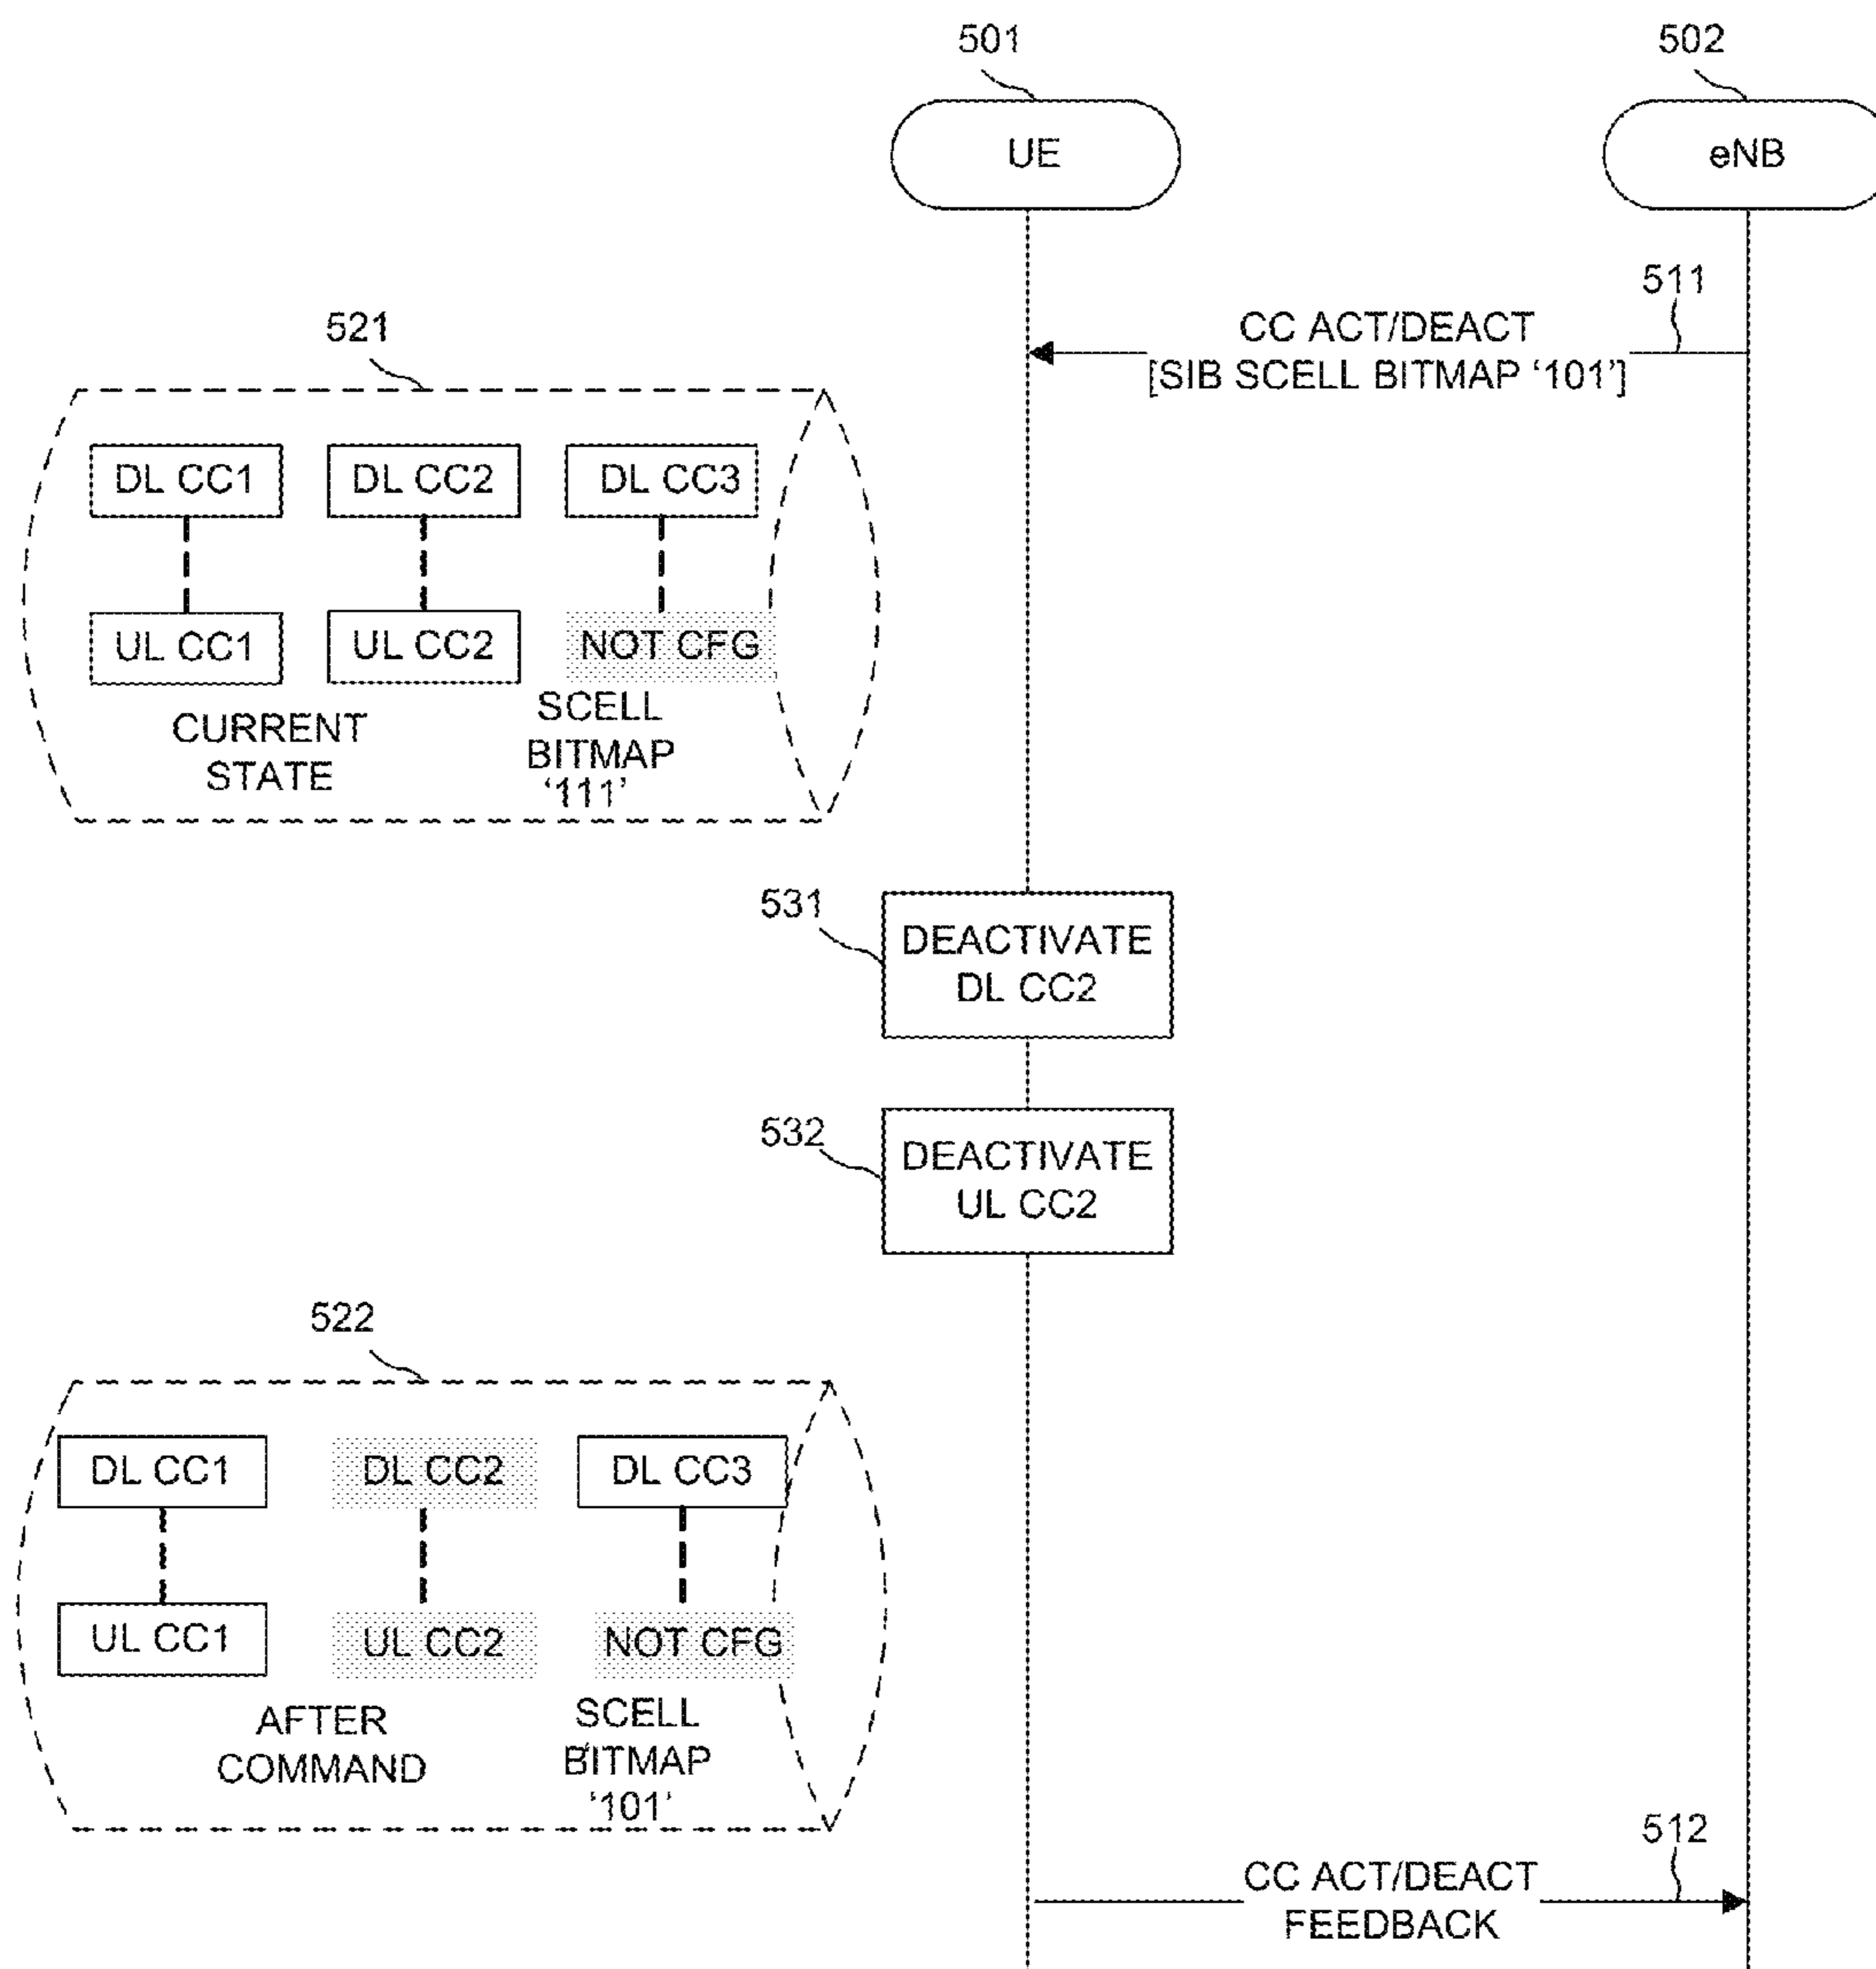 501
502
UE
eNB
511
CC ACT/DEACT
[SIB SCELL BITMAP ‘101’]
521
DL CC1
DL CC2
DL CC3
UL CC1
UL CC2
NOT CFG
CURRENT
STATE
SCELL
BITMAP
‘111’
531
DEACTIVATE
DL CC2
532
DEACTIVATE
UL CC2
522
DL CC1
DL CC2
DL CC3
UL CC1
UL CC2
NOT CFG
AFTER
COMMAND
SCELL
BITMAP
‘101’
512
CC ACT/DEACT
FEEDBACK